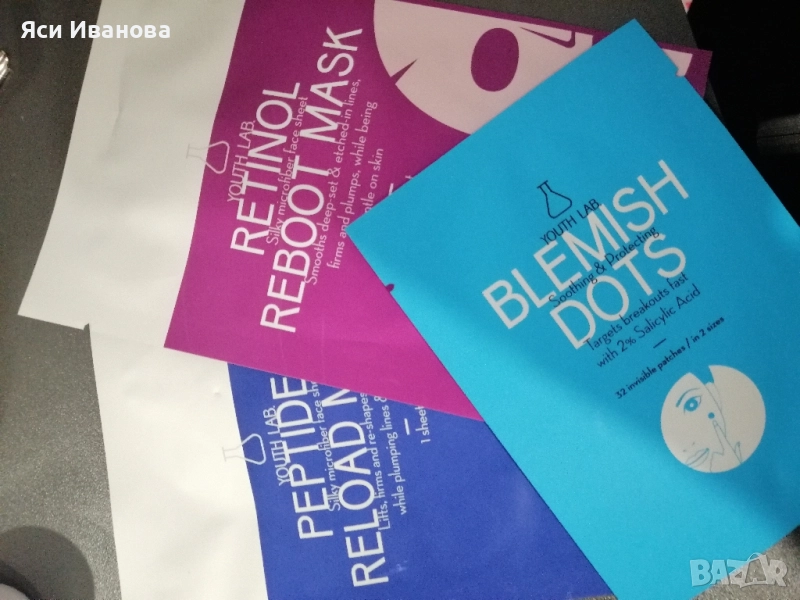 Яси Иванова
YOUTH LAB.
RETINOL
REBOOT MASK
Silky microfiber face sheet
Smooths deep-set & etched-in lines,
firms and plumps, while being
on skin
YOUTH LAB.
PEPTIDE
RELOAD
Silky microfiber face
Lifts, firms and re-shapes
while plumping lines &
1 sheet
YOUTH LAB.
BLEMISH
DOTS
Soothing & Protecting
Targets breakouts fast
with 2% Salicylic Acid
32 invisible patches / in 2 sizes
BAZAR